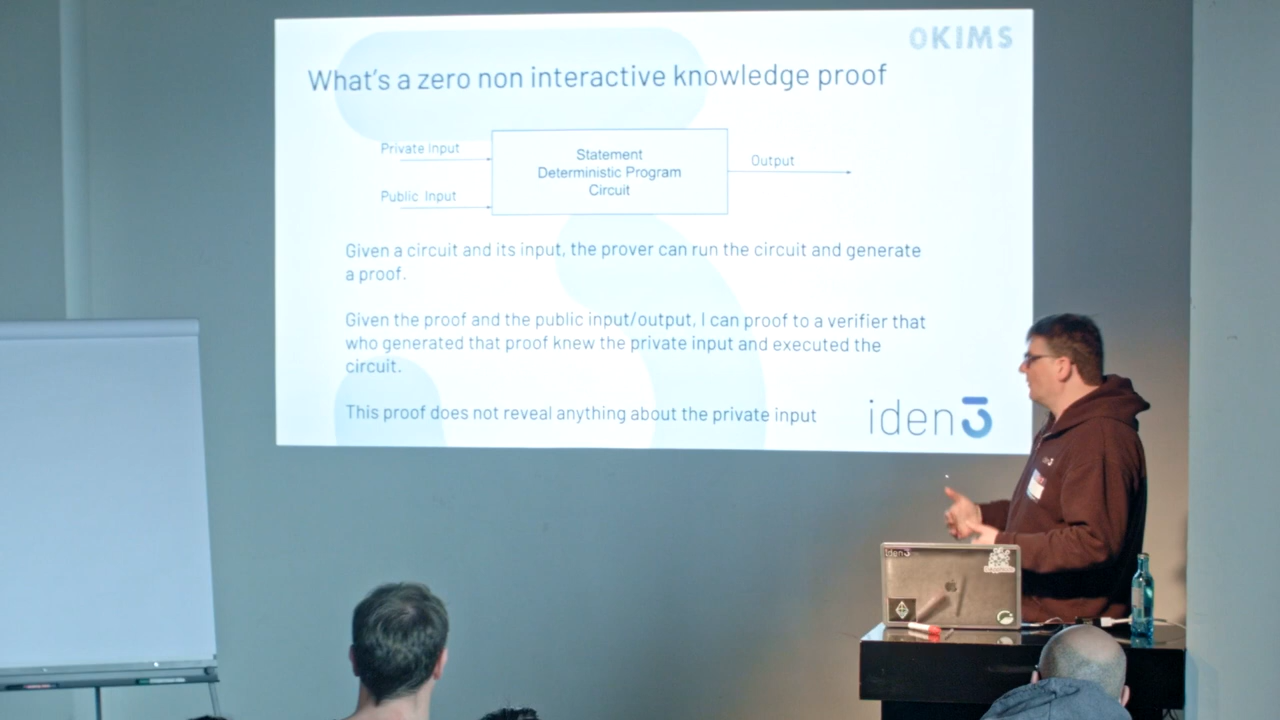 0KIMS
What's a zero non interactive knowledge proof
Private Input
Public Input
Statement
Deterministic Program
Circuit
Output
Given a circuit and its input, the prover can run the circuit and generate
a proof.
Given the proof and the public input/output, I can proof to a verifier that
who generated that proof knew the private input and executed the
circuit.
This proof does not reveal anything about the private input
iden3
iden3